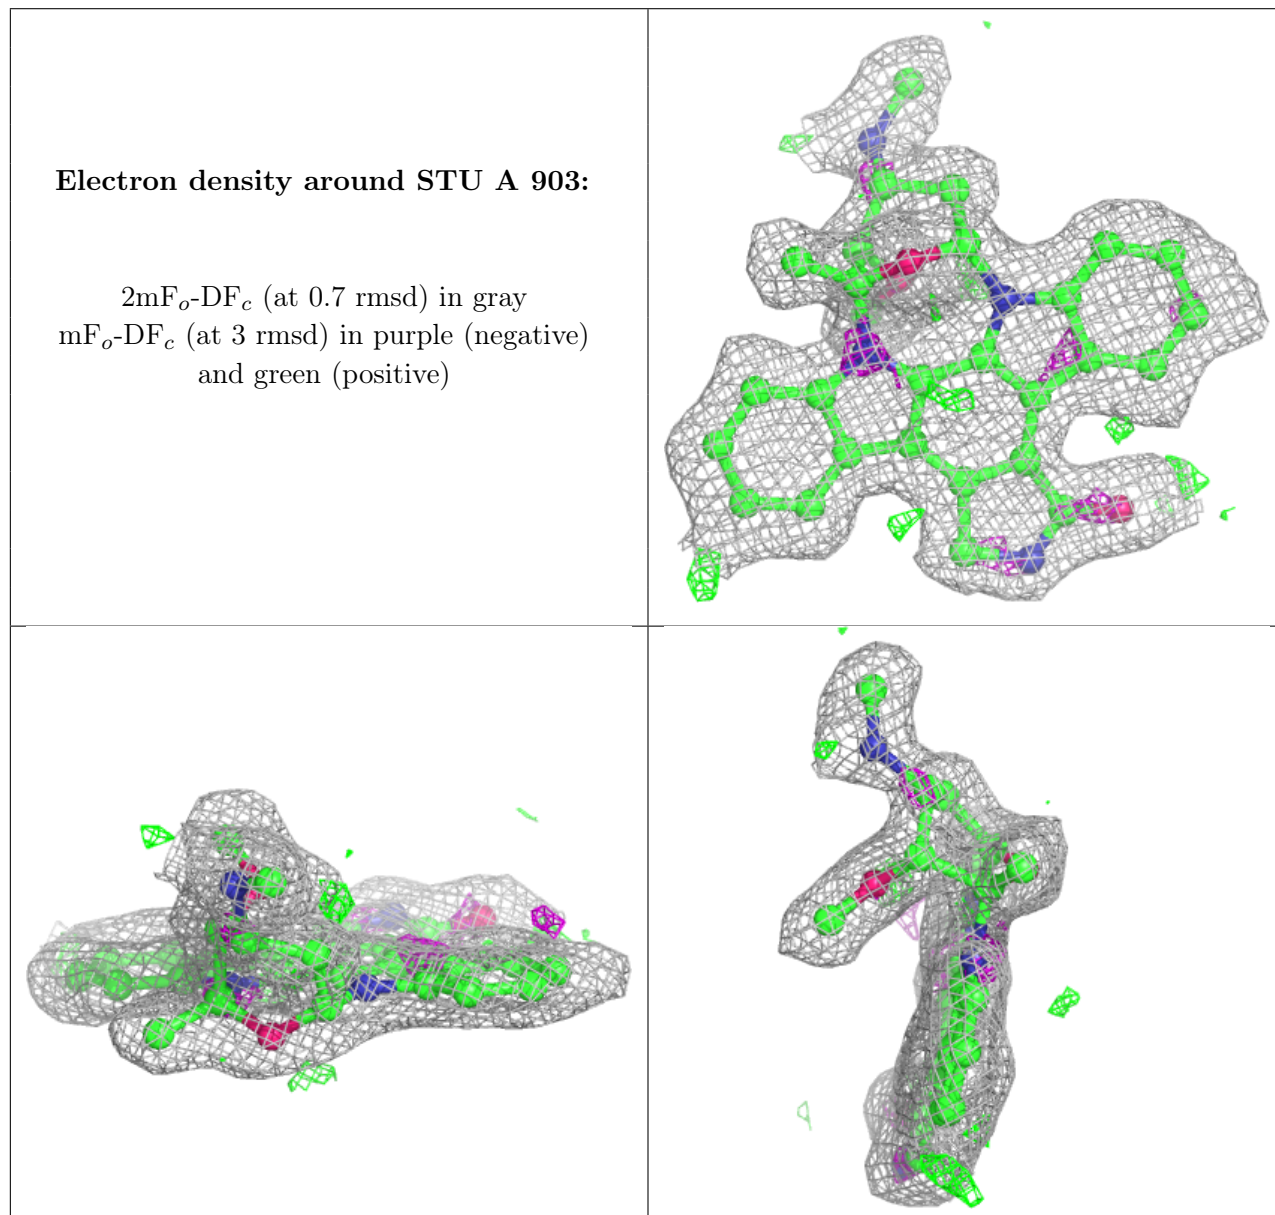 Electron density around STU A 903:
2mFo-DFc (at 0.7 rmsd) in gray
mFo-DFc (at 3 rmsd) in purple (negative)
and green (positive)